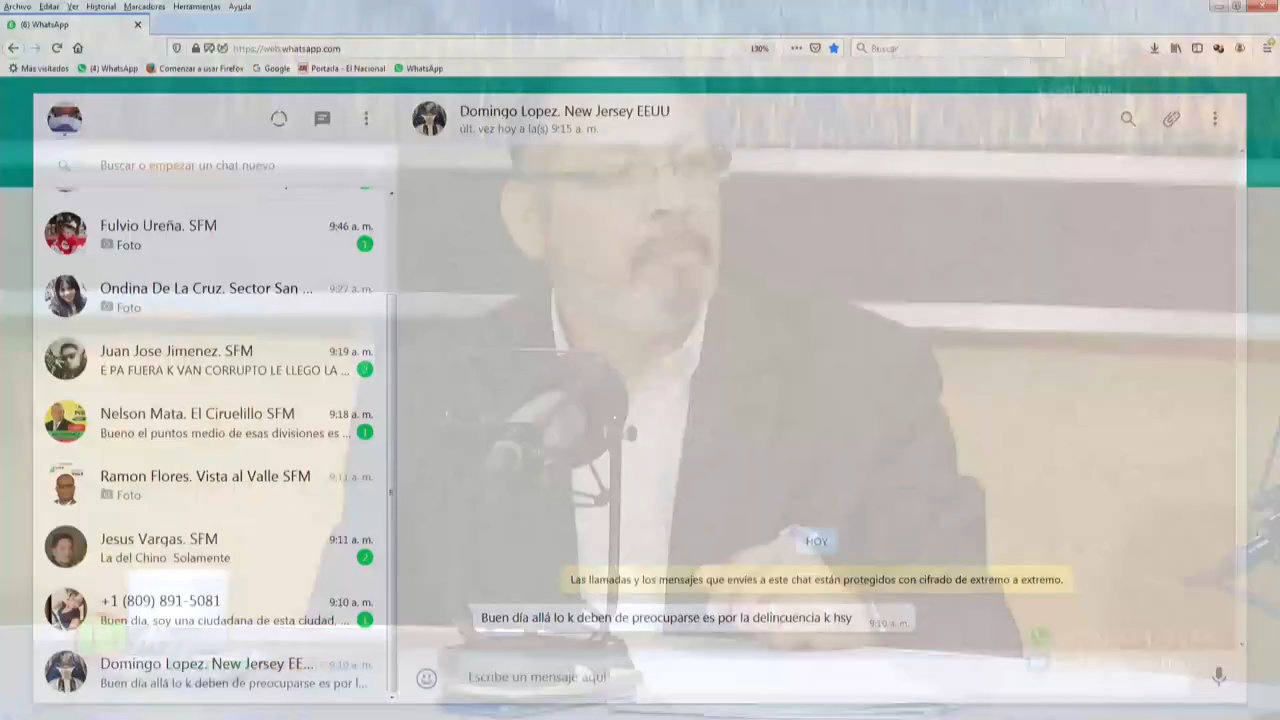 Archivo Editar Ver Historial Marcadores Herramientas Ayuda
(6) WhatsApp
https://web.whatsapp.com
130%
Buscar
Más visitados
(4) WhatsApp
Comenzar a usar Firefox
Google
Portada - El Nacional
WhatsApp
Domingo Lopez. New Jersey EEUU
últ. vez hoy a la(s) 9:15 a. m.
Buscar o empezar un chat nuevo
Fulvio Ureña. SFM
9:46 a. m.
Foto
1
Ondina De La Cruz. Sector San ...
9:27 a. m.
Foto
Juan Jose Jimenez. SFM
9:19 a. m.
E PA FUERA K VAN CORRUPTO LE LLEGO LA ...
Nelson Mata. El Ciruelillo SFM
9:18 a. m.
Bueno el puntos medio de esas divisiones es ...
1
Ramon Flores. Vista al Valle SFM
9:11 a. m.
Foto
Jesus Vargas. SFM
9:11 a. m.
La del Chino Solamente
2
+1 (809) 891-5081
9:10 a. m.
Buen día, soy una ciudadana de esta ciudad, ...
1
Domingo Lopez. New Jersey EE...
9:10 a. m.
Buen día allá lo k deben de preocuparse es por l...
HOY
Las llamadas y los mensajes que envíes a este chat están protegidos con cifrado de extremo a extremo.
Buen día allá lo k deben de preocuparse es por la delincuencia k hsy
9:10 a. m.
Escribe un mensaje aquí